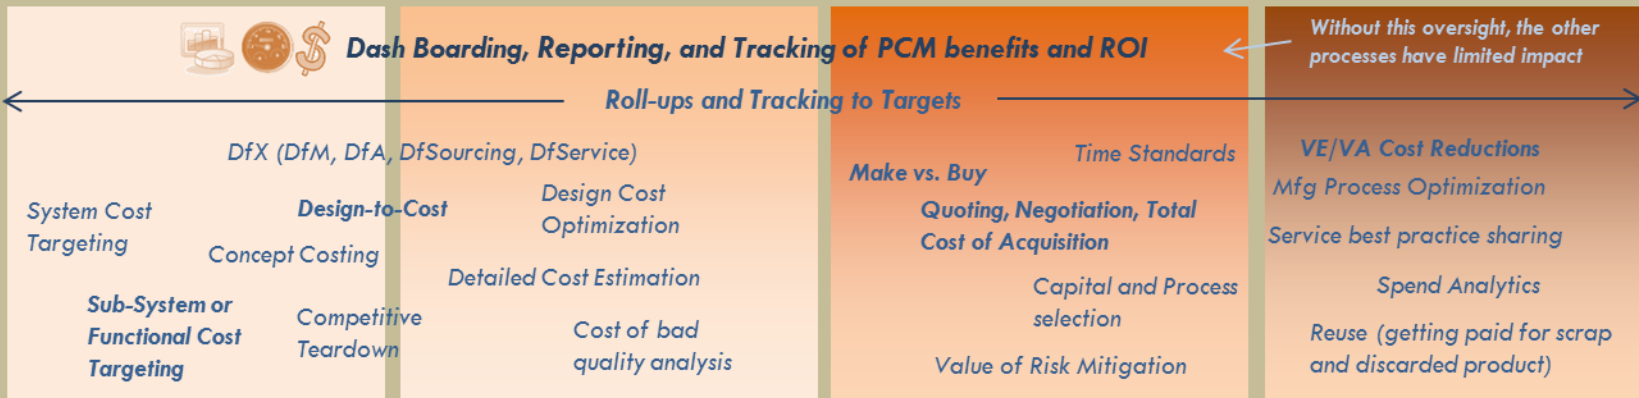 Dash Boarding, Reporting, and Tracking of PCM benefits and ROI
Without this oversight, the other
processes have limited impact
Roll-ups and Tracking to Targets
DfX (DfM, DfA, DfSourcing, DfService)
System Cost
Targeting
Design-to-Cost
Concept Costing
Sub-System or
Functional Cost
Targeting
Competitive
Teardown
Design Cost
Optimization
Detailed Cost Estimation
Cost of bad
quality analysis
Time Standards
Make vs. Buy
Quoting, Negotiation, Total
Cost of Acquisition
Capital and Process
selection
Value of Risk Mitigation
VE/VA Cost Reductions
Mfg Process Optimization
Service best practice sharing
Spend Analytics
Reuse (getting paid for scrap
and discarded product)